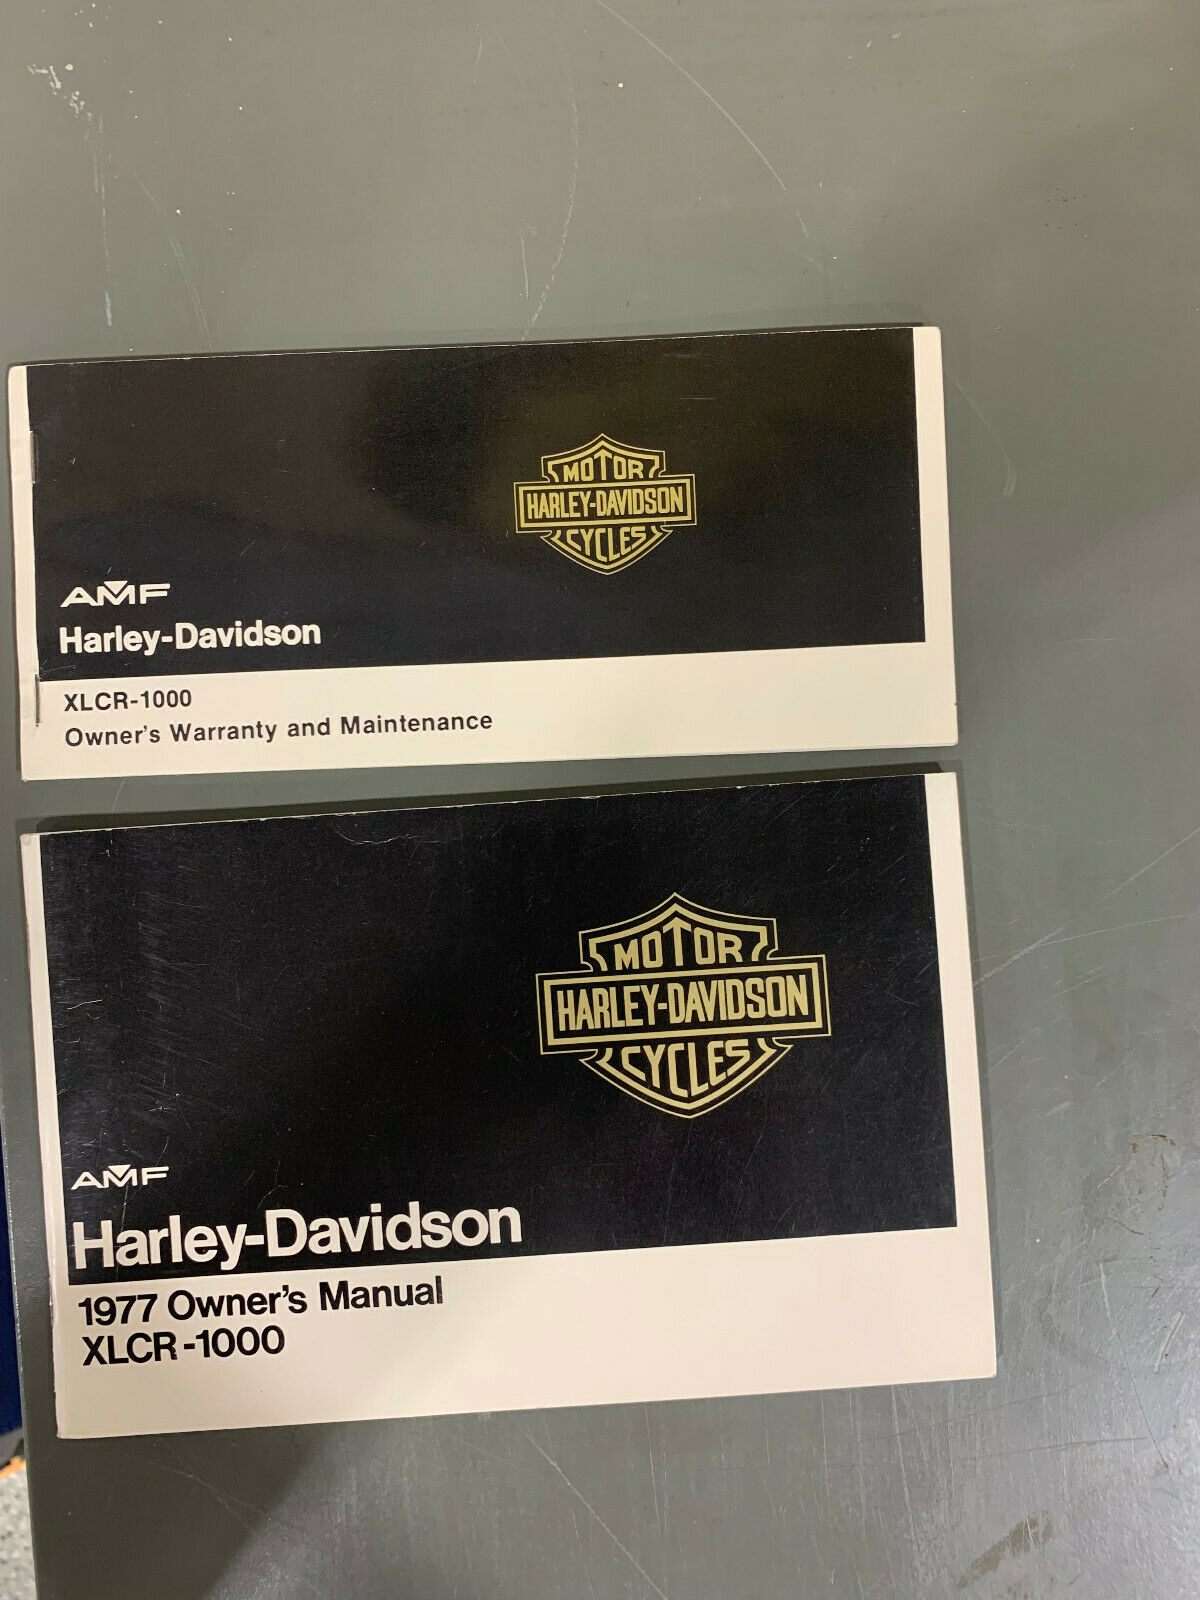 MOTOR
HARLEY-DAVIDSON
CYCLES
AMF
Harley-Davidson
XLCR-1000
Owner's Warranty and Maintenance
MOTOR
HARLEY-DAVIDSON
CYCLES
AMF
Harley-Davidson
1977 Owner's Manual
XLCR-1000